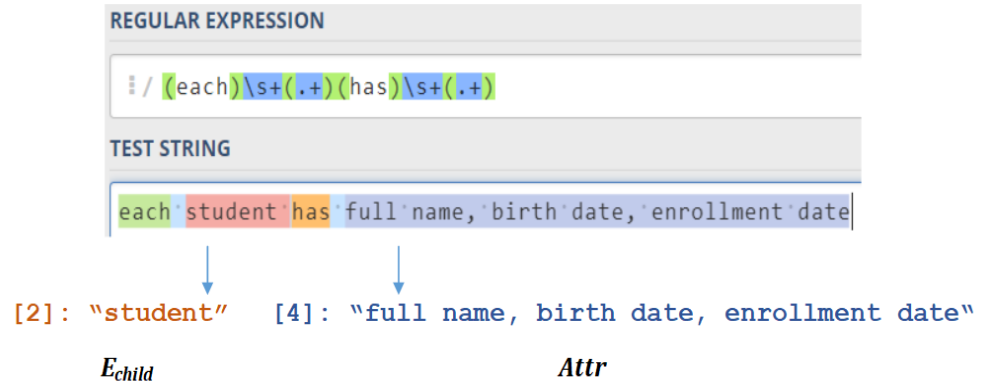 REGULAR EXPRESSION
/ (each)\s+(.+)(has)\s+(.+)
TEST STRING
each student has full name, birth date, enrollment date
[2]: “student” [4]: “full name, birth date, enrollment date“
Echild Attr